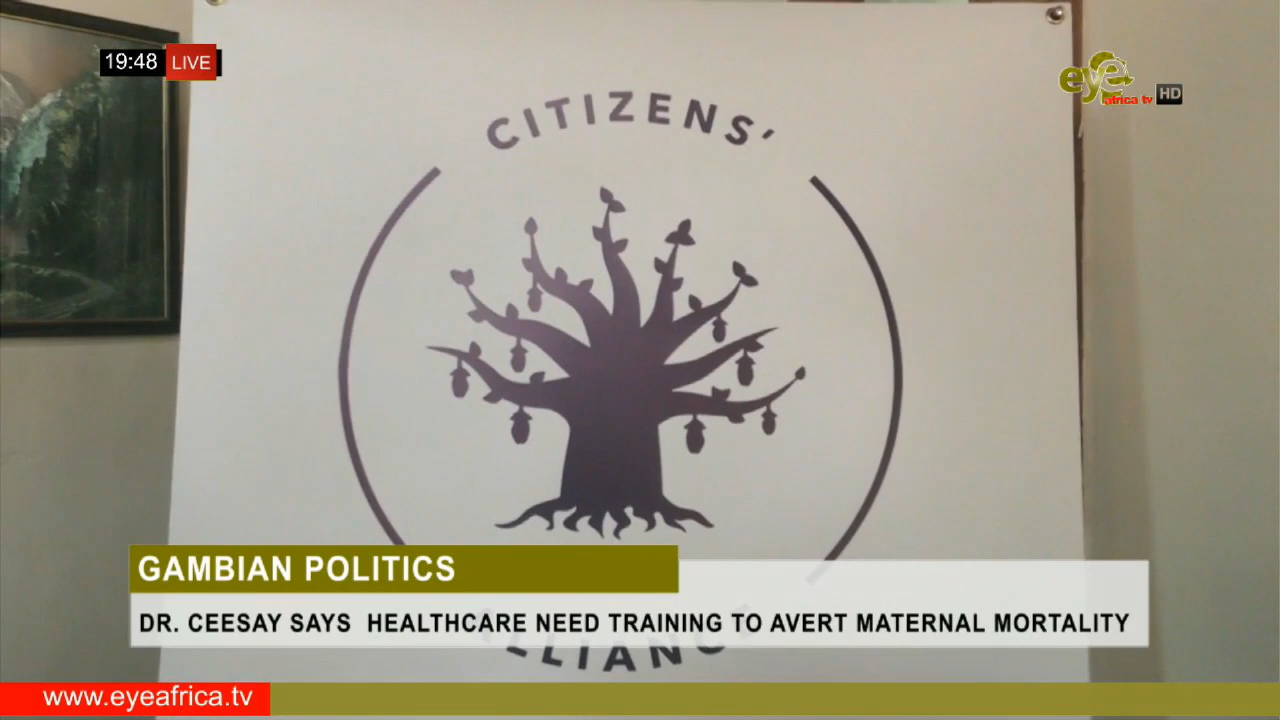 19:48 LIVE
eye
africa tv HD
CITIZENS'
GAMBIAN POLITICS
DR. CEESAY SAYS HEALTHCARE NEED TRAINING TO AVERT MATERNAL MORTALITY
ALLIANCE
www.eyeafrica.tv